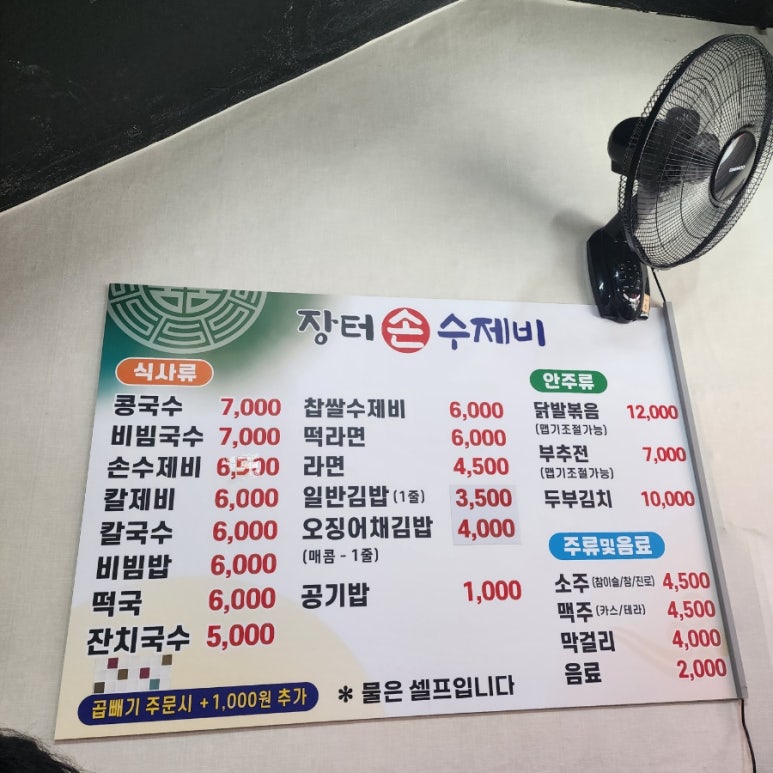 장터 손 수제비
식사류
콩국수 7,000
비빔국수 7,000
손수제비
칼제비 6,000
칼국수 6,000
비빔밥 6,000
떡국 6,000
잔치국수 5,000
곱빼기 주문시 +1,000원 추가
찹쌀수제비 6,000
떡라면 6,000
라면 4,500
일반김밥 (1줄) 3,500
오징어채김밥 4,000
(매콤 - 1줄)
공기밥 1,000
* 물은 셀프입니다
안주류
닭발볶음 12,000
(맵기조절가능)
부추전 7,000
(맵기조절가능)
두부김치 10,000
주류및음료
소주 (참이슬/참/진로) 4,500
맥주 (카스/테라) 4,500
막걸리 4,000
음료 2,000